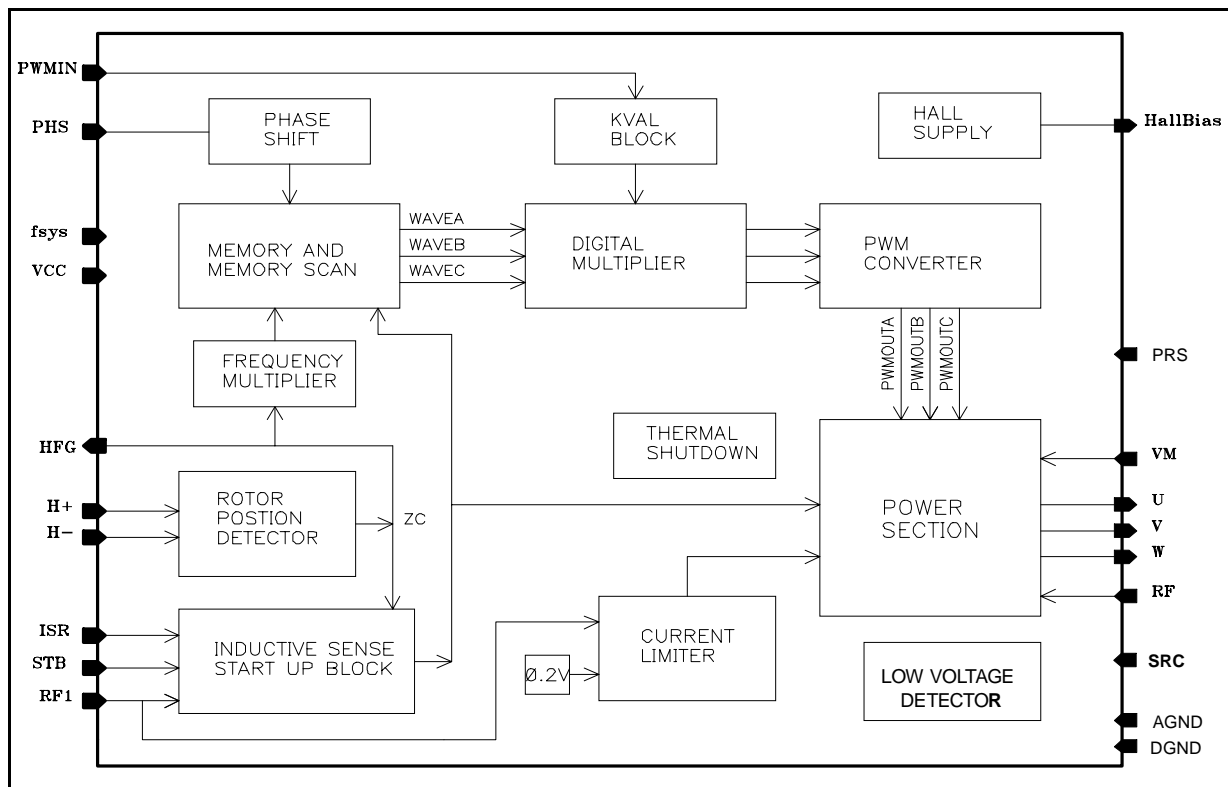 PWMIN
PHS
PHASE
SHIFT
KVAL
BLOCK
HALL
SUPPLY
HallBias
fsys
VCC
MEMORY AND
MEMORY SCAN
WAVEA
WAVEB
WAVEC
DIGITAL
MULTIPLIER
PWM
CONVERTER
PWMOUTA
PWMOUTB
PWMOUTC
PRS
FREQUENCY
MULTIPLIER
HFG
THERMAL
SHUTDOWN
VM
H+
H-
ROTOR
POSTION
DETECTOR
ZC
POWER
SECTION
U
V
W
RF
ISR
STB
RF1
INDUCTIVE SENSE
START UP BLOCK
CURRENT
LIMITER
0.2V
LOW VOLTAGE
DETECTOR
SRC
AGND
DGND